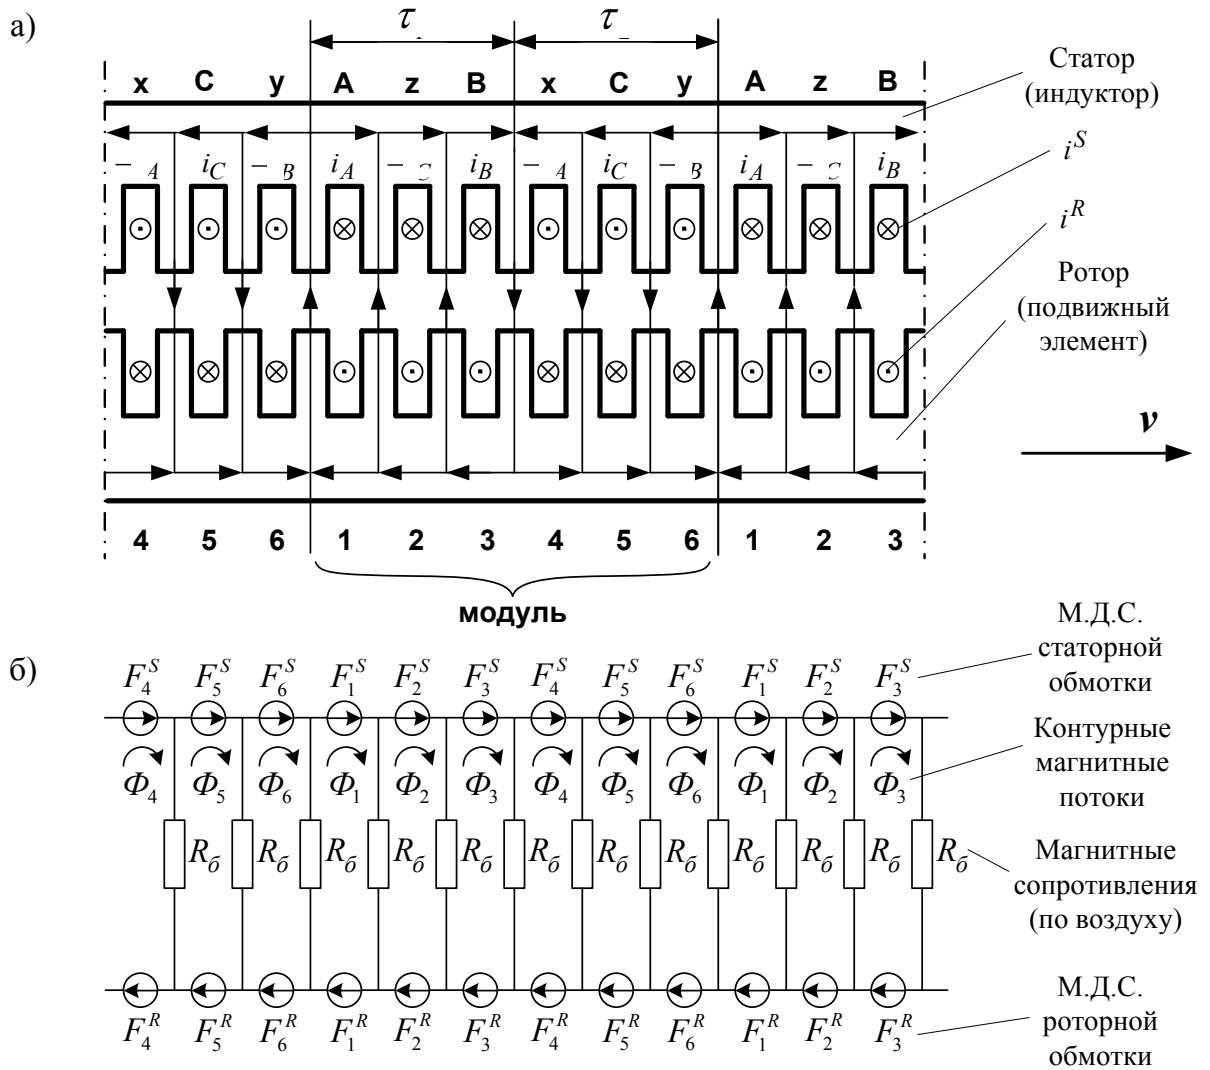 а)
τ τ
x C y A z B x C y A z B
Статор
(индуктор)
i_C i_A i_B i_C i_A i_B
i^S
i^R
Ротор
(подвижный
элемент)
v
4 5 6 1 2 3 4 5 6 1 2 3
модуль
б)
F_4^S F_5^S F_6^S F_1^S F_2^S F_3^S F_4^S F_5^S F_6^S F_1^S F_2^S F_3^S
М.Д.С.
статорной
обмотки
Φ_4 Φ_5 Φ_6 Φ_1 Φ_2 Φ_3 Φ_4 Φ_5 Φ_6 Φ_1 Φ_2 Φ_3
Контурные
магнитные
потоки
R_б R_б R_б R_б R_б R_б R_б R_б R_б R_б R_б R_б
Магнитные
сопротивления
(по воздуху)
F_4^R F_5^R F_6^R F_1^R F_2^R F_3^R F_4^R F_5^R F_6^R F_1^R F_2^R F_3^R
М.Д.С.
роторной
обмотки